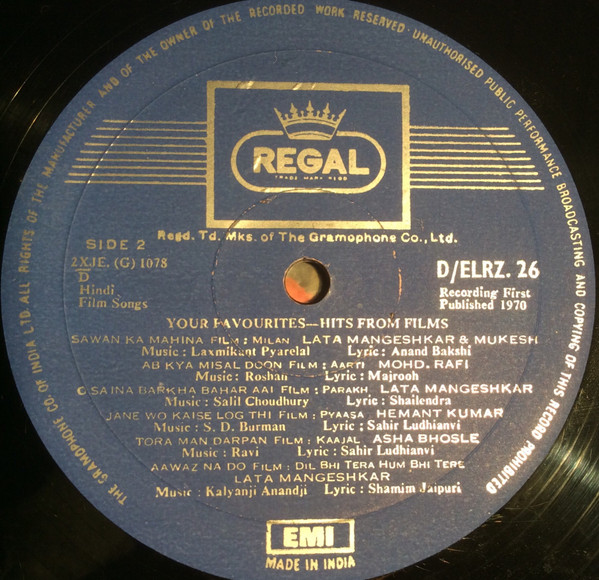 THE GRAMOPHONE CO. OF INDIA LTD. ALL RIGHTS OF THE MANUFACTURER AND OF THE OWNER OF THE RECORDED WORK RESERVED · UNAUTHORISED PUBLIC PERFORMANCE BROADCASTING AND COPYING OF THIS RECORD PROHIBITED
REGAL
TRADE MARK REGD
Regd. Td. Mks. of The Gramophone Co., Ltd.
SIDE 2
2XJE. (G) 1078
D
Hindi
Film Songs
D/ELRZ. 26
Recording First
Published 1970
YOUR FAVOURITES—HITS FROM FILMS
SAWAN KA MAHINA FILM : MILAN LATA MANGESHKAR & MUKESH
Music : Laxmikant Pyarelal Lyric : Anand Bakshi
AB KYA MISAL DOON FILM : AARTI MOHD. RAFI
Music : Roshan Lyric : Majrooh
O SAJNA BARKHA BAHAR AAI FILM : PARAKH LATA MANGESHKAR
Music : Salil Choudhury Lyric : Shailendra
JANE WO KAISE LOG THI FILM : PYAASA HEMANT KUMAR
Music : S. D. Burman Lyric : Sahir Ludhianvi
TORA MAN DARPAN FILM : KAAJAL ASHA BHOSLE
Music : Ravi Lyric : Sahir Ludhianvi
AAWAZ NA DO FILM : DIL BHI TERA HUM BHI TERE
LATA MANGESHKAR
Music : Kalyanji Anandji Lyric : Shamim Jaipuri
EMI
MADE IN INDIA